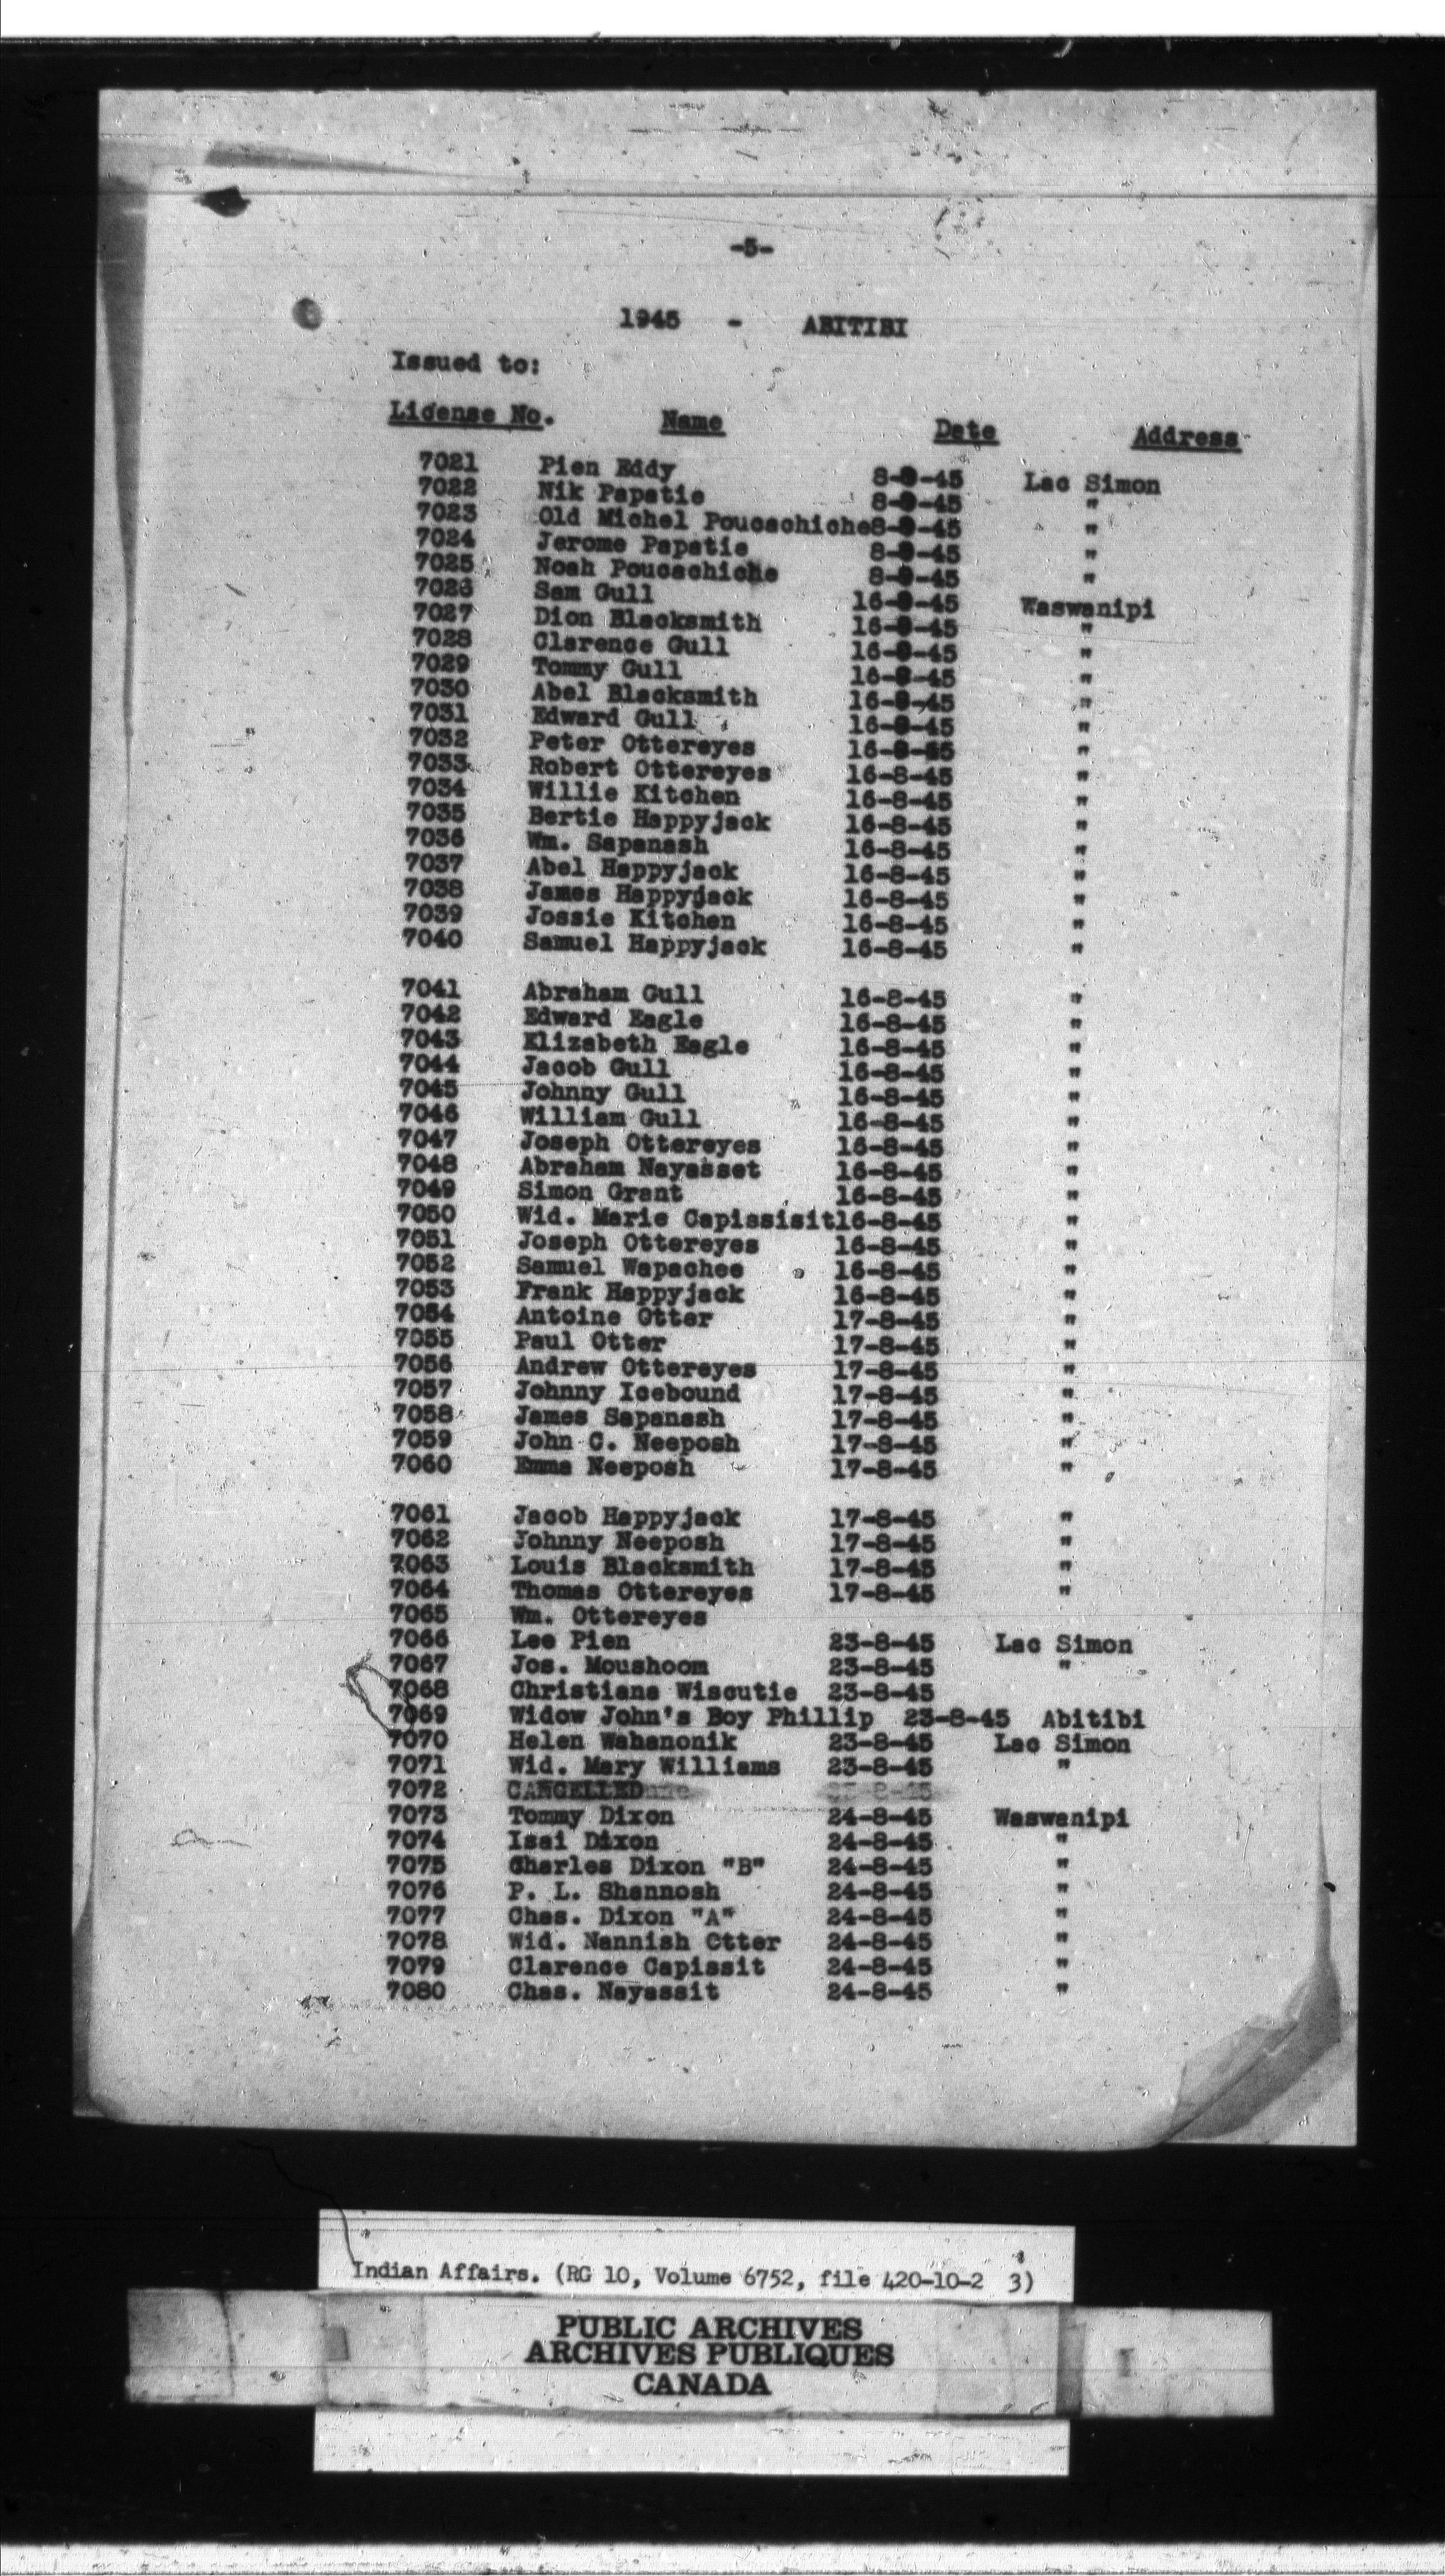 -5-
1945 - ABITIBI
Issued to:
License No. Name Date Address
7021 Pien Eddy 8-8-45 Lac Simon
7022 Nik Papatie 8-8-45 "
7023 Old Michel Poucachiche 8-8-45 "
7024 Jerome Papatie 8-8-45 "
7025 Noah Poucachiche 8-8-45 "
7026 Sam Gull 16-8-45 Waswanipi
7027 Dion Blacksmith 16-8-45 "
7028 Clarence Gull 16-8-45 "
7029 Tommy Gull 16-8-45 "
7030 Abel Blacksmith 16-8-45 "
7031 Edward Gull 16-8-45 "
7032 Peter Ottereyes 16-8-45 "
7033 Robert Ottereyes 16-8-45 "
7034 Willie Kitchen 16-8-45 "
7035 Bertie Happyjack 16-8-45 "
7036 Wm. Sapanash 16-8-45 "
7037 Abel Happyjack 16-8-45 "
7038 James Happyjack 16-8-45 "
7039 Jossie Kitchen 16-8-45 "
7040 Samuel Happyjack 16-8-45 "
7041 Abraham Gull 16-8-45 "
7042 Edward Eagle 16-8-45 "
7043 Elizabeth Eagle 16-8-45 "
7044 Jacob Gull 16-8-45 "
7045 Johnny Gull 16-8-45 "
7046 William Gull 16-8-45 "
7047 Joseph Ottereyes 16-8-45 "
7048 Abraham Nayasset 16-8-45 "
7049 Simon Grant 16-8-45 "
7050 Wid. Marie Capississit 16-8-45 "
7051 Joseph Ottereyes 16-8-45 "
7052 Samuel Wapachee 16-8-45 "
7053 Frank Happyjack 16-8-45 "
7054 Antoine Otter 17-8-45 "
7055 Paul Otter 17-8-45 "
7056 Andrew Ottereyes 17-8-45 "
7057 Johnny Icebound 17-8-45 "
7058 James Sapanash 17-8-45 "
7059 John C. Neeposh 17-8-45 "
7060 Emma Neeposh 17-8-45 "
7061 Jacob Happyjack 17-8-45 "
7062 Johnny Neeposh 17-8-45 "
7063 Louis Blacksmith 17-8-45 "
7064 Thomas Ottereyes 17-8-45 "
7065 Wm. Ottereyes
7066 Lee Pien 23-8-45 Lac Simon
7067 Jos. Moushoom 23-8-45 "
7068 Christiana Wiscutie 23-8-45
7069 Widow John's Boy Phillip 23-8-45 Abitibi
7070 Helen Wahanonik 23-8-45 Lac Simon
7071 Wid. Mary Williams 23-8-45 "
7072 CANCELLED
7073 Tommy Dixon 24-8-45 Waswanipi
7074 Isai Dixon 24-8-45 "
7075 Charles Dixon "B" 24-8-45 "
7076 P. L. Shannosh 24-8-45 "
7077 Chas. Dixon "A" 24-8-45 "
7078 Wid. Nannish Otter 24-8-45 "
7079 Clarence Capissit 24-8-45 "
7080 Chas. Nayassit 24-8-45 "
Indian Affairs. (RG 10, Volume 6752, file 420-10-2 3)
PUBLIC ARCHIVES
ARCHIVES PUBLIQUES
CANADA